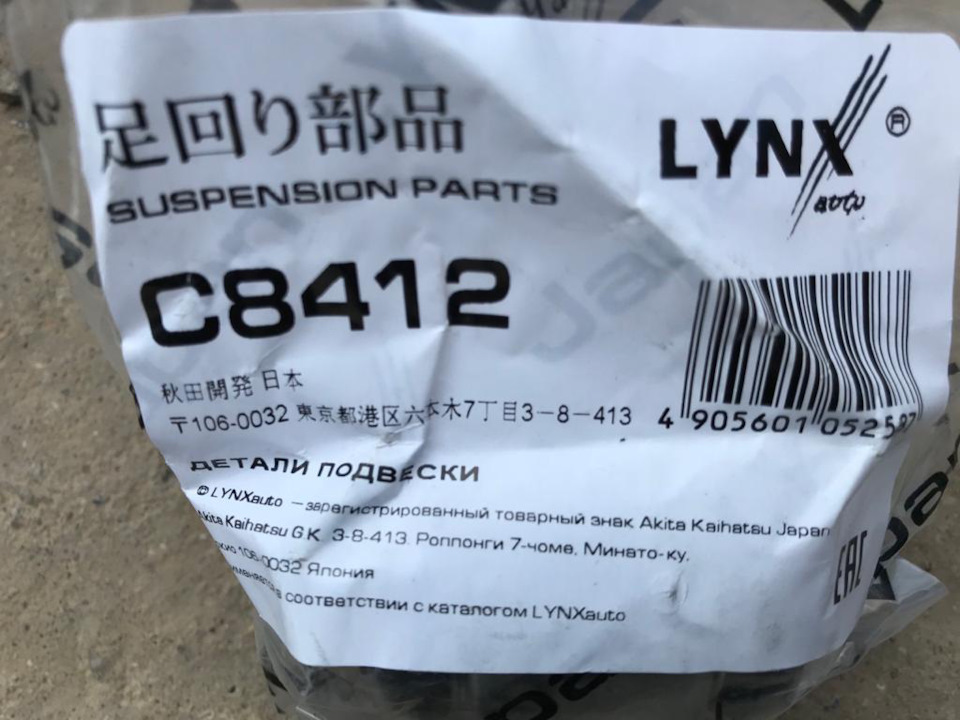 足回り部品
SUSPENSION PARTS
LYNX®
auto
C8412
秋田開発 日本
〒106-0032 東京都港区六本木7丁目3-8-413
4 905601 0525
ДЕТАЛИ ПОДВЕСКИ
© LYNXauto — зарегистрированный товарный знак Akita Kaihatsu Japan
Akita Kaihatsu G.K. 3-8-413, Роппонги 7-чоме, Минато-ку,
106-0032 Япония
в соответствии с каталогом LYNXauto
EAC